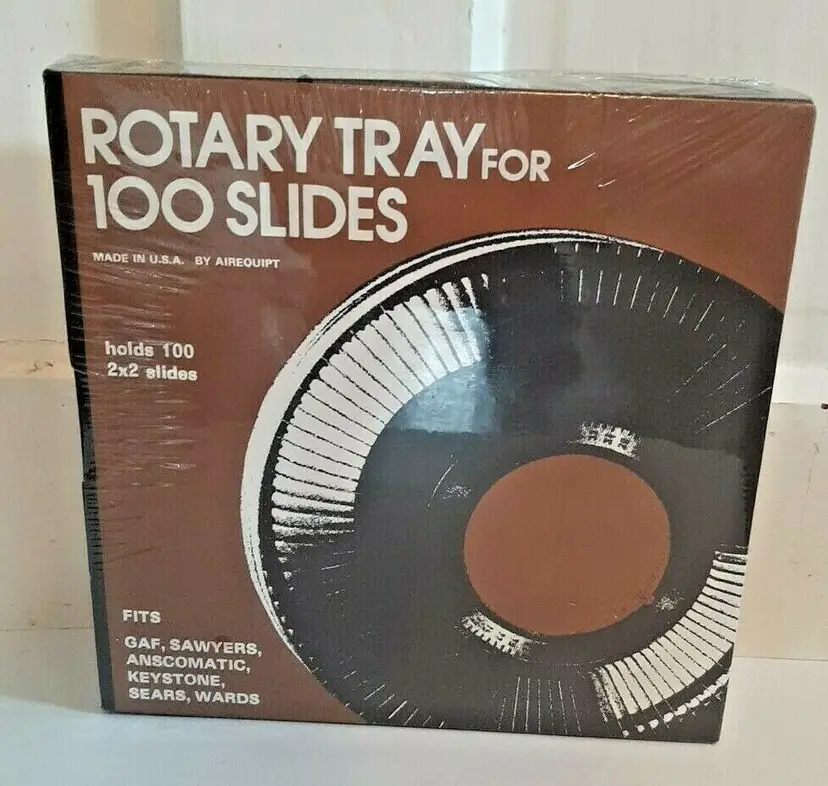 ROTARY TRAY FOR
100 SLIDES
MADE IN U.S.A. BY AIREQUIPT
holds 100
2x2 slides
FITS
GAF, SAWYERS,
ANSCOMATIC,
KEYSTONE,
SEARS, WARDS